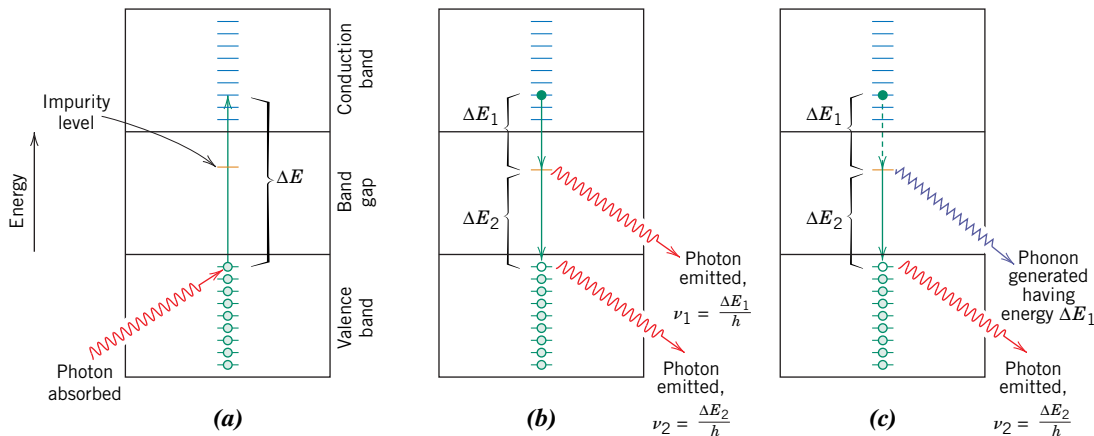 Energy
Impurity
level
ΔE
Conduction
band
Band
gap
Valence
band
Photon
absorbed
(a)
ΔE₁
ΔE₂
Photon
emitted,
ν₁ = ΔE₁/h
Photon
emitted,
ν₂ = ΔE₂/h
(b)
ΔE₁
ΔE₂
Phonon
generated
having
energy ΔE₁
Photon
emitted,
ν₂ = ΔE₂/h
(c)